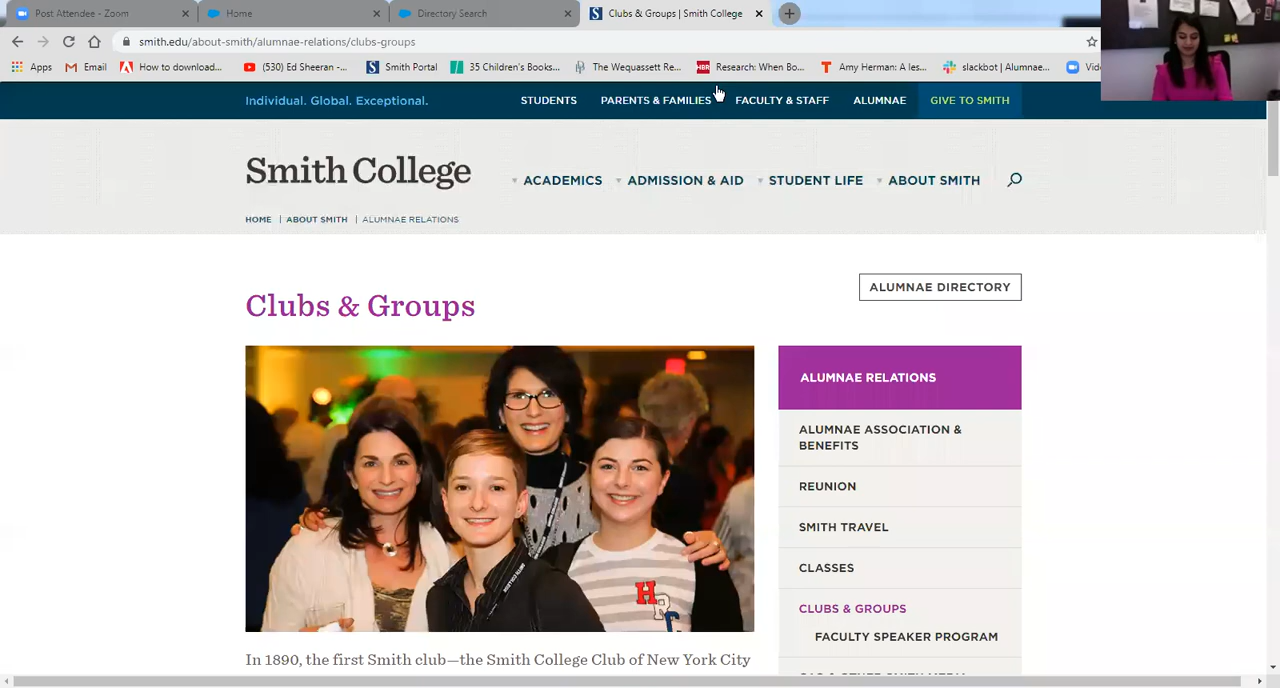 Post Attendee - Zoom
Home
Directory Search
Clubs & Groups | Smith College
smith.edu/about-smith/alumnae-relations/clubs-groups
Apps
Email
How to download...
(530) Ed Sheeran -...
Smith Portal
35 Children's Books...
The Wequassett Re...
HBR
Research: When Bo...
Amy Herman: A les...
slackbot | Alumnae...
Individual. Global. Exceptional.
STUDENTS
PARENTS & FAMILIES
FACULTY & STAFF
ALUMNAE
GIVE TO SMITH
Smith College
ACADEMICS
ADMISSION & AID
STUDENT LIFE
ABOUT SMITH
HOME | ABOUT SMITH | ALUMNAE RELATIONS
Clubs & Groups
ALUMNAE DIRECTORY
ALUMNAE RELATIONS
ALUMNAE ASSOCIATION &
BENEFITS
REUNION
SMITH TRAVEL
CLASSES
CLUBS & GROUPS
FACULTY SPEAKER PROGRAM
In 1890, the first Smith club—the Smith College Club of New York City